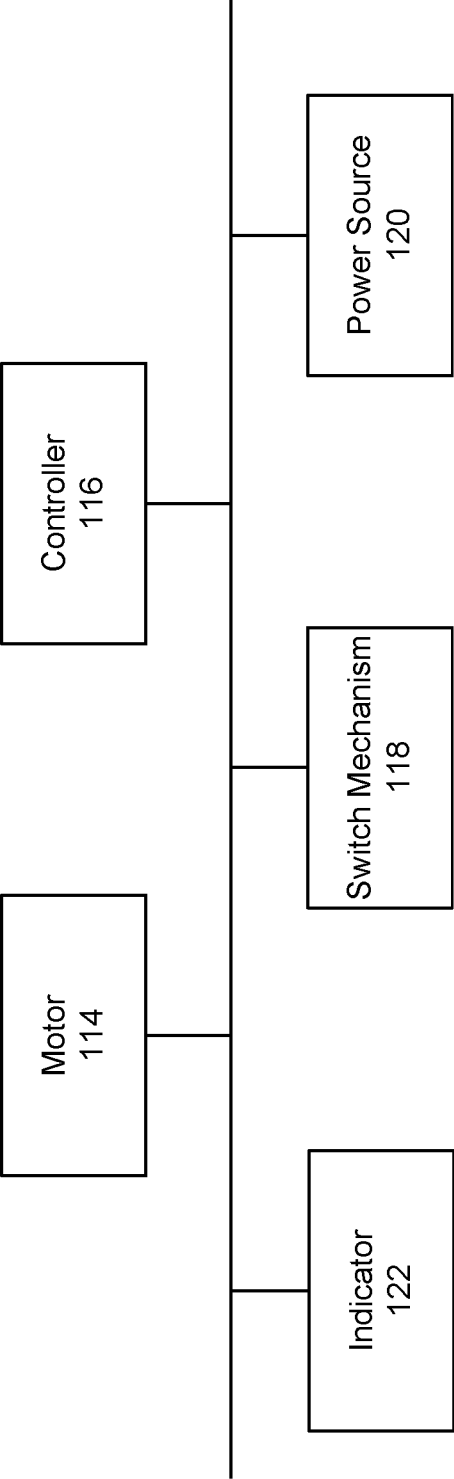 Motor
114
Controller
116
Indicator
122
Switch Mechanism
118
Power Source
120